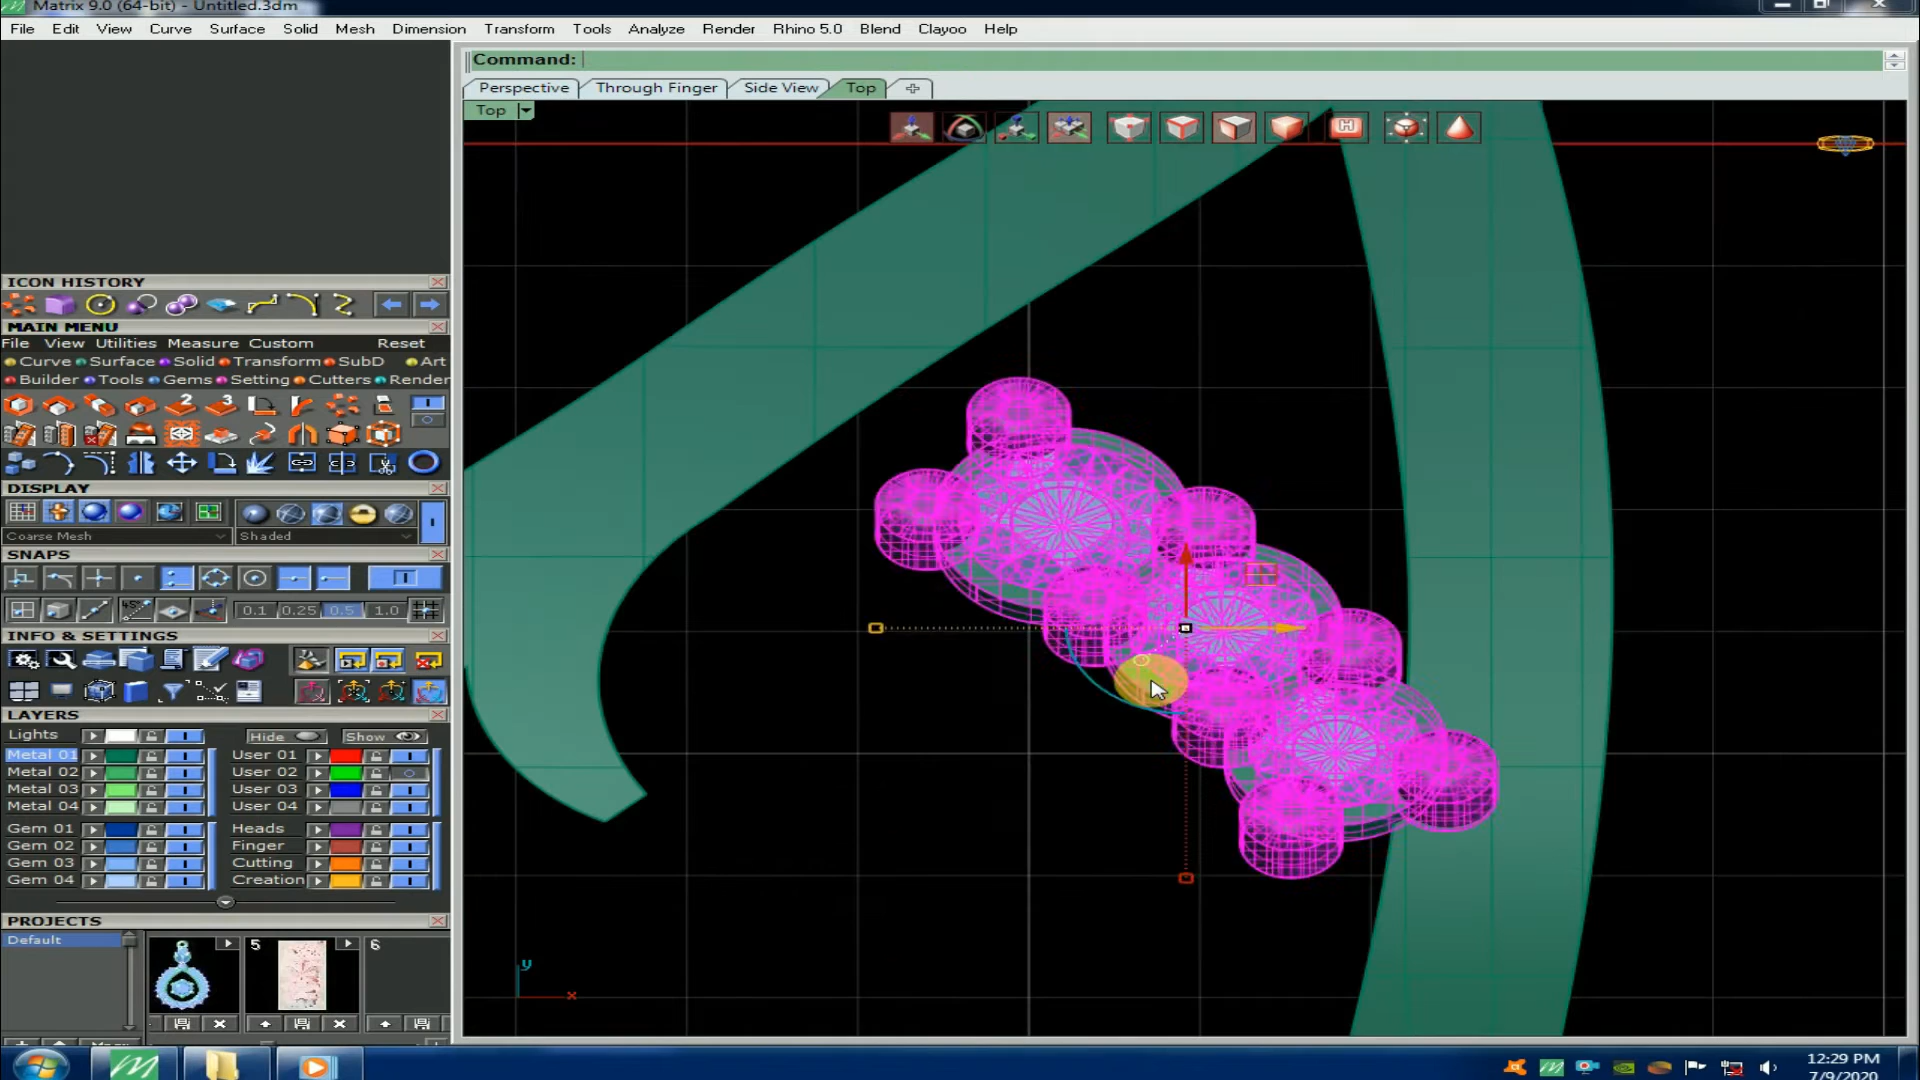 Matrix 9.0 (64-bit) - Untitled.3dm
File Edit View Curve Surface Solid Mesh Dimension Transform Tools Analyze Render Rhino 5.0 Blend Clayoo Help
Command:
Perspective Through Finger Side View Top
Top
ICON HISTORY
MAIN MENU
File View Utilities Measure Custom Reset
Curve Surface Solid Transform SubD Art
Builder Tools Gems Setting Cutters Render
2 3
DISPLAY
Coarse Mesh Shaded
SNAPS
45°
0.1 0.25 0.5 1.0
INFO & SETTINGS
LAYERS
Lights Hide Show
Metal 01 User 01
Metal 02 User 02
Metal 03 User 03
Metal 04 User 04
Gem 01 Heads
Gem 02 Finger
Gem 03 Cutting
Gem 04 Creation
PROJECTS
Default 5 6
y
x
H
12:29 PM
7/9/2020